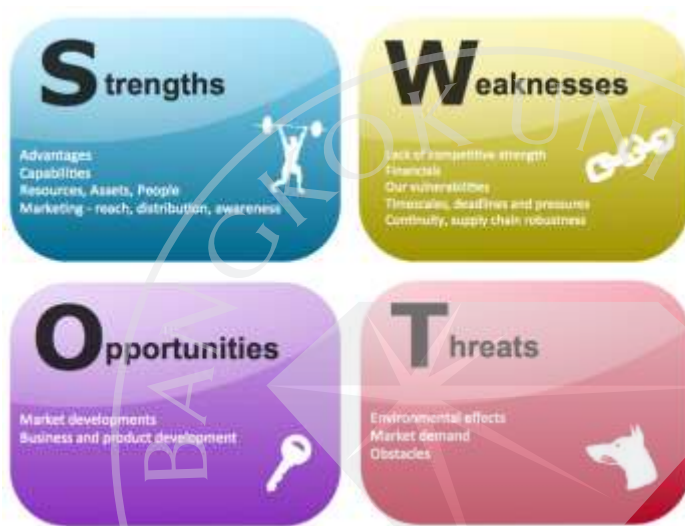 Strengths
Advantages
Capabilities
Resources, Assets, People
Marketing - reach, distribution, awareness
Weaknesses
Lack of competitive strength
Financials
Our vulnerabilities
Timescales, deadlines and pressures
Continuity, supply chain robustness
Opportunities
Market developments
Business and product development
Threats
Environmental effects
Market demand
Obstacles
BANGKOK UNI